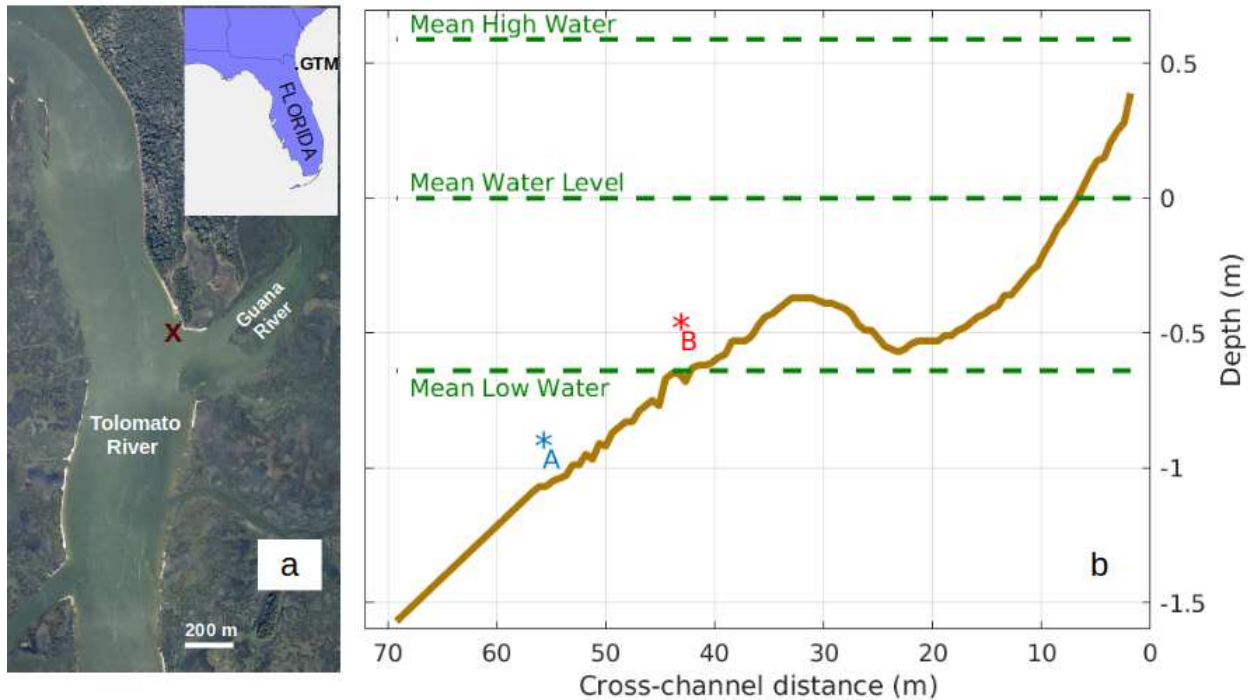 .GTM
FLORIDA
X
Guana
River
Tolomato
River
a
200 m
Mean High Water
Mean Water Level
Mean Low Water
*
B
*
A
b
0.5
0
-0.5
-1
-1.5
Depth (m)
70 60 50 40 30 20 10 0
Cross-channel distance (m)